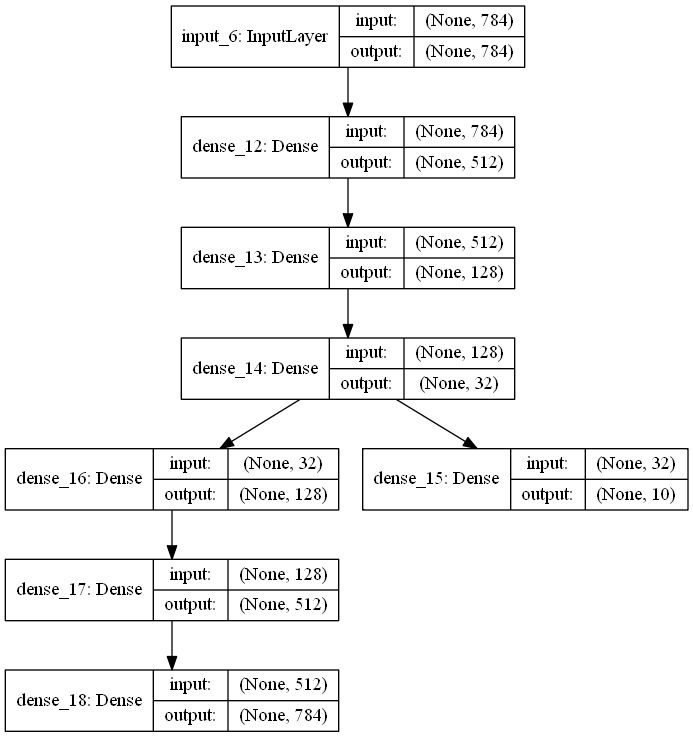 input_6: InputLayer
input: (None, 784)
output: (None, 784)
dense_12: Dense
input: (None, 784)
output: (None, 512)
dense_13: Dense
input: (None, 512)
output: (None, 128)
dense_14: Dense
input: (None, 128)
output: (None, 32)
dense_16: Dense
input: (None, 32)
output: (None, 128)
dense_15: Dense
input: (None, 32)
output: (None, 10)
dense_17: Dense
input: (None, 128)
output: (None, 512)
dense_18: Dense
input: (None, 512)
output: (None, 784)